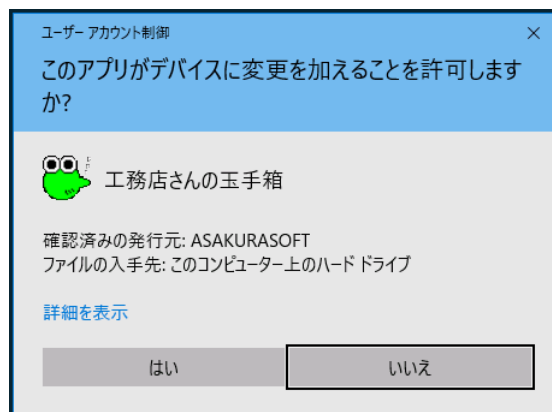 ユーザー アカウント制御
このアプリがデバイスに変更を加えることを許可します
か?
工務店さんの玉手箱
確認済みの発行元: ASAKURASOFT
ファイルの入手先: このコンピューター上のハード ドライブ
詳細を表示
はい
いいえ